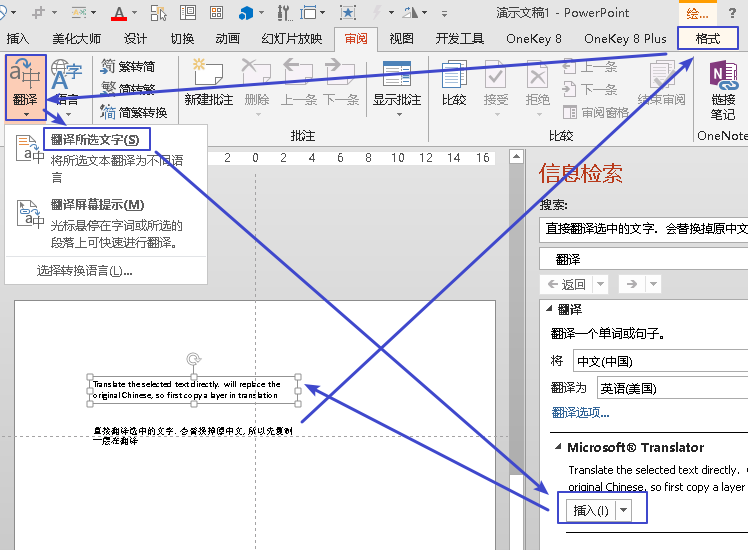 演示文稿1 - PowerPoint
绘... ?
插入 美化大师 设计 切换 动画 幻灯片放映 审阅 视图 开发工具 OneKey 8 OneKey 8 Plus 格式
翻译 语言
繁转简
简转繁
简繁转换
新建批注 删除 上一条 下一条 显示批注
批注
比较 接受 拒绝
上一条
下一条
审阅窗格
比较
结束审阅
链接
笔记
OneNote
翻译所选文字(S)
将所选文本翻译为不同语
言
翻译屏幕提示(M)
光标悬停在字词或所选的
段落上可快速进行翻译。
选择转换语言(L)...
2 0 2 4 6 8 10 12 14 16
Translate the selected text directly. will replace the
original Chinese, so first copy a layer in translation
直接翻译选中的文字. 会替换掉原中文, 所以先复制
一层在翻译
信息检索
搜索:
直接翻译选中的文字. 会替换掉原中文
翻译
返回
翻译
翻译一个单词或句子。
将 中文(中国)
翻译为 英语(美国)
翻译选项...
Microsoft® Translator
Translate the selected text directly.
original Chinese, so first copy a layer
插入(I)